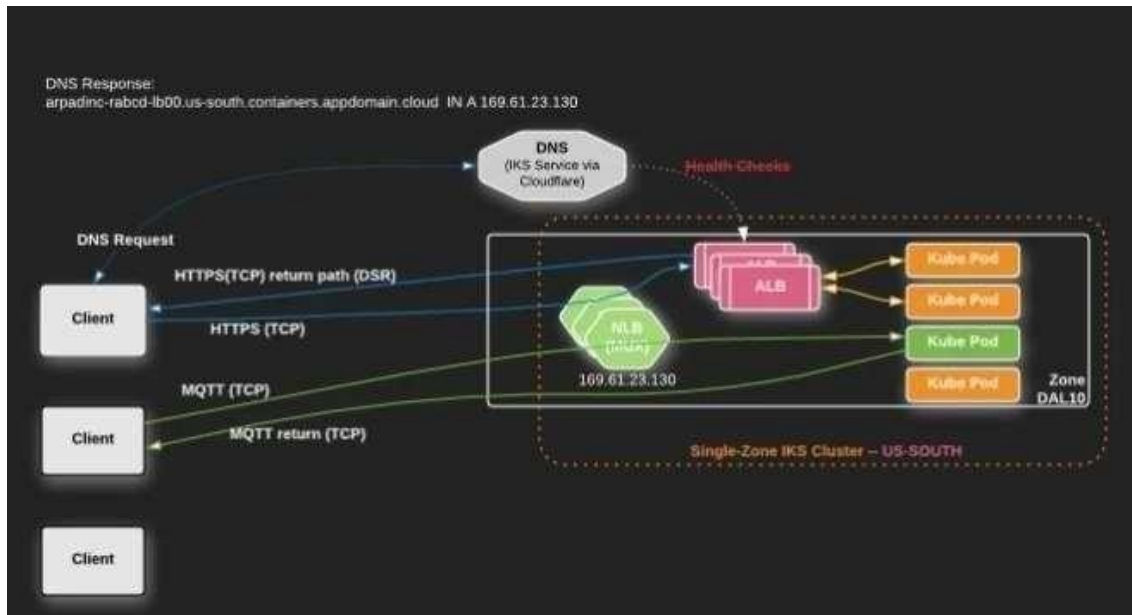 DNS Response:
arpadinc-rabcd-lb00.us-south.containers.appdomain.cloud IN A 169.61.23.130
DNS
(IKS Service via
Cloudflare)
Health Checks
DNS Request
HTTPS(TCP) return path (DSR)
Client
HTTPS (TCP)
ALB
ALB
Kube Pod
Kube Pod
NLB
(MUX)
Kube Pod
169.61.23.130
Kube Pod
Zone
DAL10
MQTT (TCP)
Client
MQTT return (TCP)
Single-Zone IKS Cluster -- US-SOUTH
Client